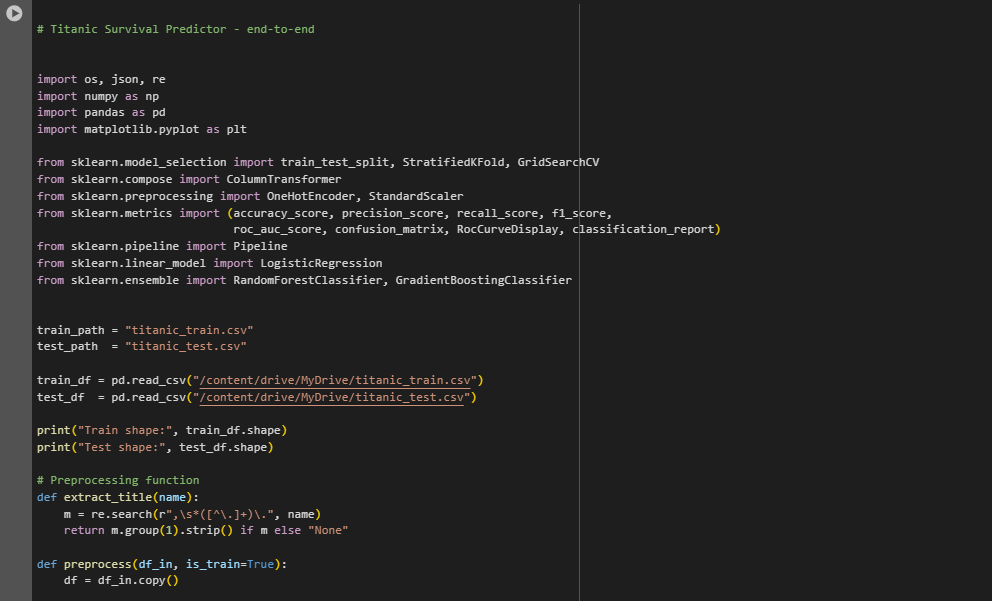 # Titanic Survival Predictor - end-to-end
import os, json, re
import numpy as np
import pandas as pd
import matplotlib.pyplot as plt
from sklearn.model_selection import train_test_split, StratifiedKFold, GridSearchCV
from sklearn.compose import ColumnTransformer
from sklearn.preprocessing import OneHotEncoder, StandardScaler
from sklearn.metrics import (accuracy_score, precision_score, recall_score, f1_score,
                             roc_auc_score, confusion_matrix, RocCurveDisplay, classification_report)
from sklearn.pipeline import Pipeline
from sklearn.linear_model import LogisticRegression
from sklearn.ensemble import RandomForestClassifier, GradientBoostingClassifier
train_path = "titanic_train.csv"
test_path  = "titanic_test.csv"
train_df = pd.read_csv("/content/drive/MyDrive/titanic_train.csv")
test_df  = pd.read_csv("/content/drive/MyDrive/titanic_test.csv")
print("Train shape:", train_df.shape)
print("Test shape:", test_df.shape)
# Preprocessing function
def extract_title(name):
    m = re.search(r",\s*([^\.]+)\.", name)
    return m.group(1).strip() if m else "None"
def preprocess(df_in, is_train=True):
    df = df_in.copy()